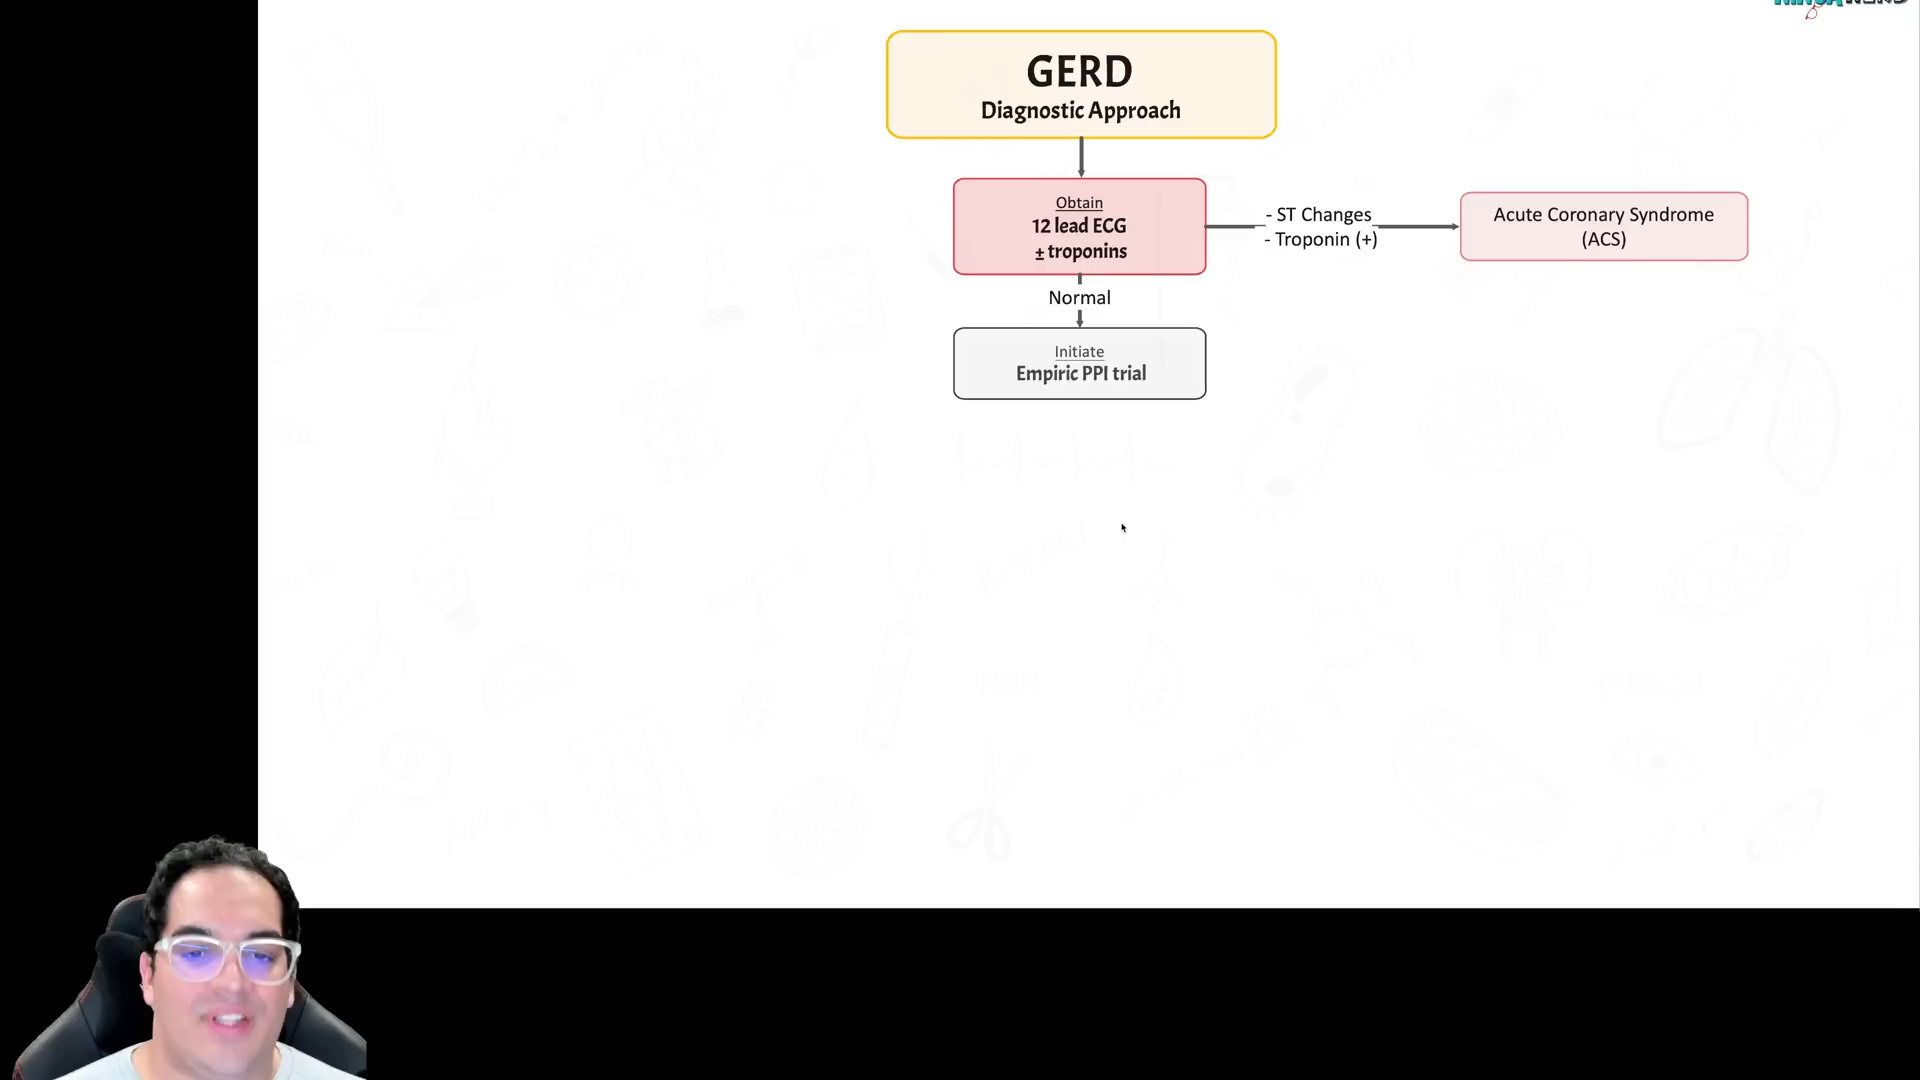 GERD
Diagnostic Approach
Obtain
12 lead ECG
± troponins
- ST Changes
- Troponin (+)
Acute Coronary Syndrome
(ACS)
Normal
Initiate
Empiric PPI trial
BIOLOGY